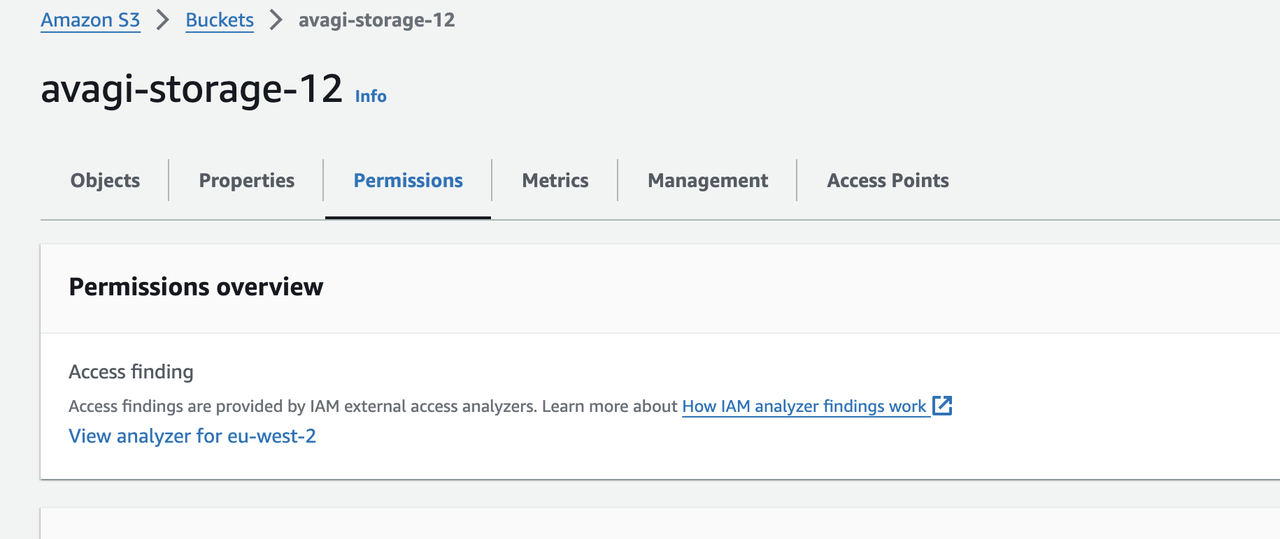 Amazon S3 > Buckets > avagi-storage-12
avagi-storage-12 Info
Objects Properties Permissions Metrics Management Access Points
Permissions overview
Access finding
Access findings are provided by IAM external access analyzers. Learn more about How IAM analyzer findings work
View analyzer for eu-west-2